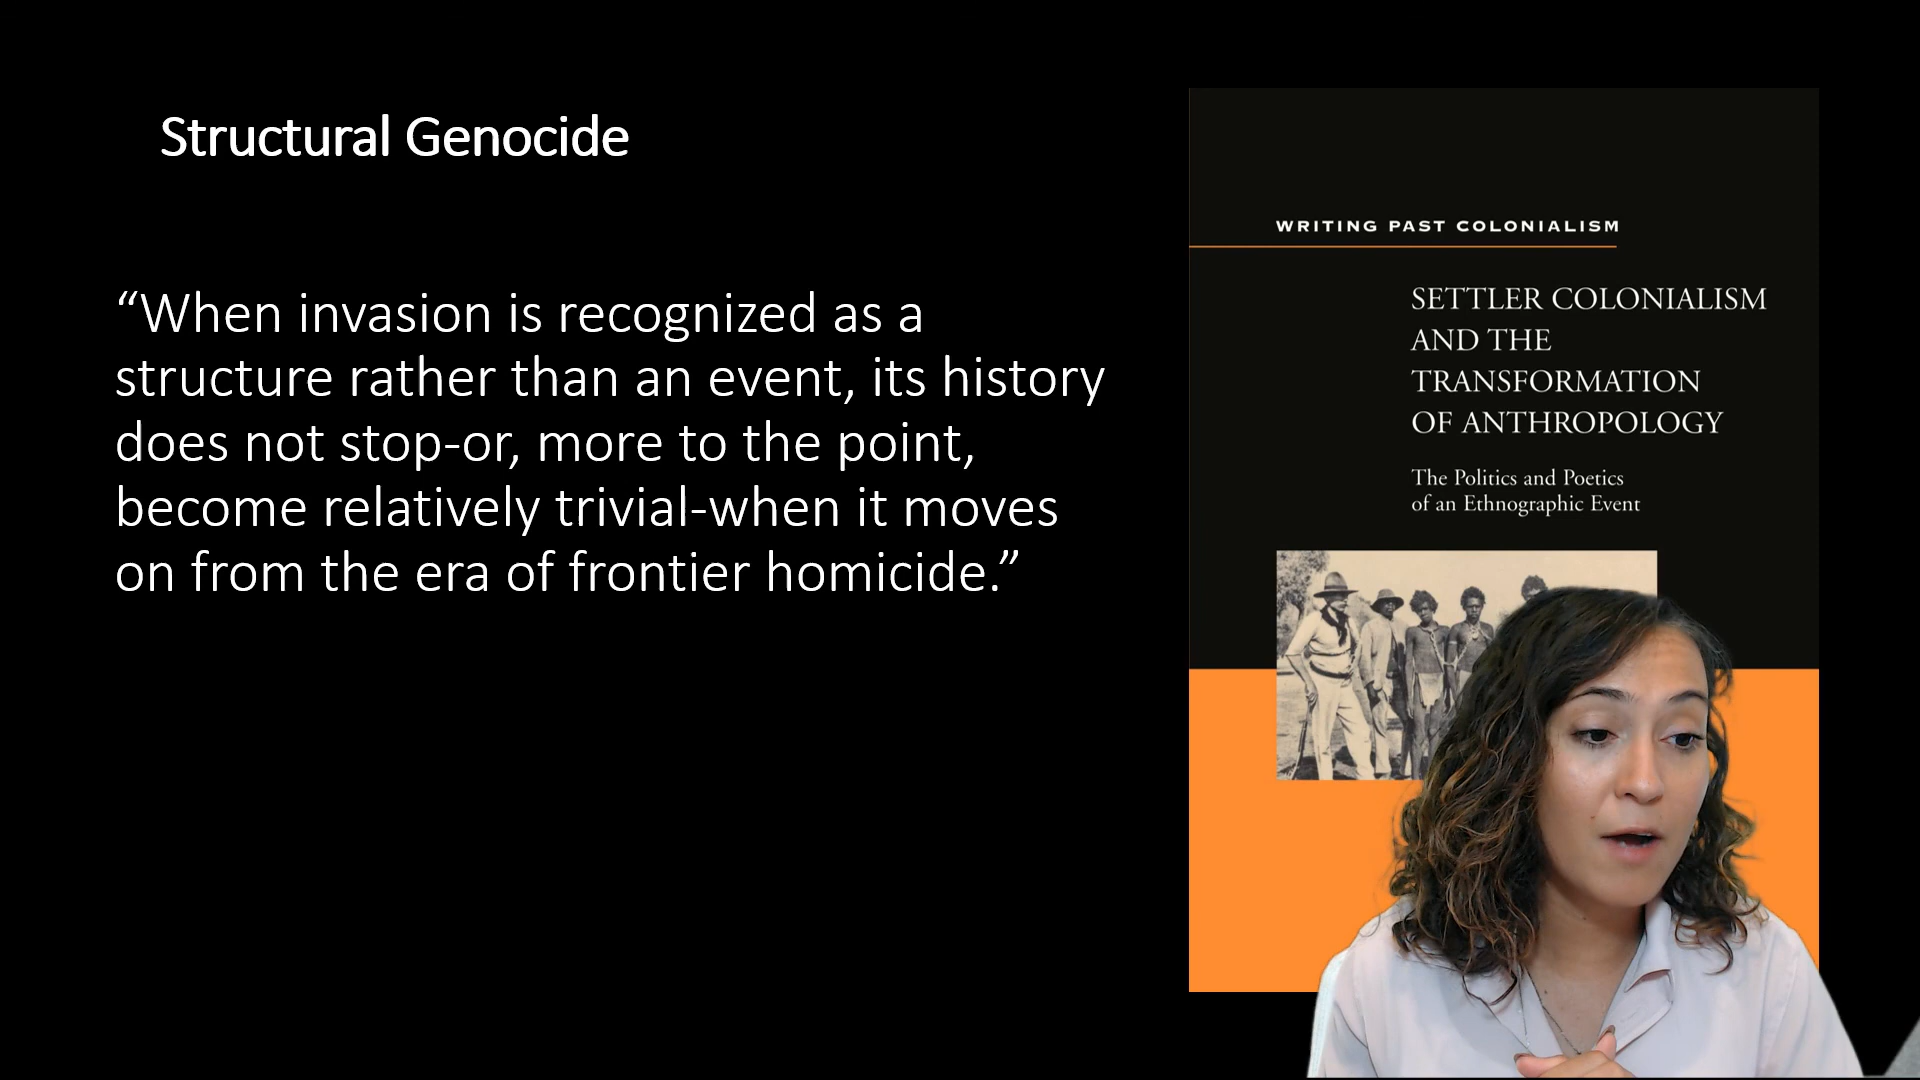 Structural Genocide
“When invasion is recognized as a
structure rather than an event, its history
does not stop-or, more to the point,
become relatively trivial-when it moves
on from the era of frontier homicide.”
WRITING PAST COLONIALISM
SETTLER COLONIALISM
AND THE
TRANSFORMATION
OF ANTHROPOLOGY
The Politics and Poetics
of an Ethnographic Event